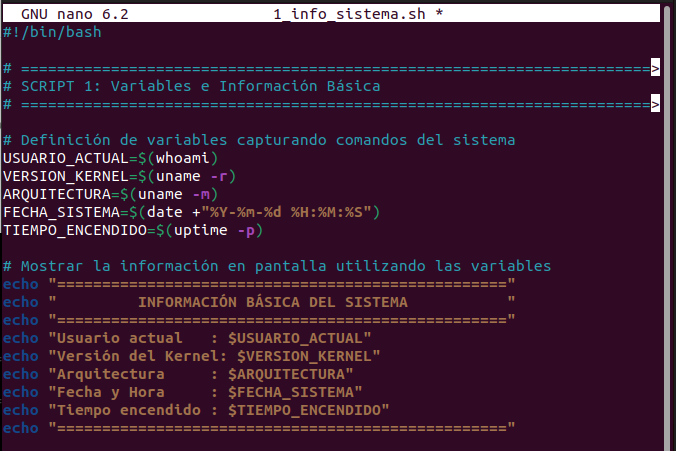 GNU nano 6.2 1_info_sistema.sh *
#!/bin/bash
# ======================================================================>
# SCRIPT 1: Variables e Información Básica
# ======================================================================>
# Definición de variables capturando comandos del sistema
USUARIO_ACTUAL=$(whoami)
VERSION_KERNEL=$(uname -r)
ARQUITECTURA=$(uname -m)
FECHA_SISTEMA=$(date +"%Y-%m-%d %H:%M:%S")
TIEMPO_ENCENDIDO=$(uptime -p)
# Mostrar la información en pantalla utilizando las variables
echo "=================================================="
echo "         INFORMACIÓN BÁSICA DEL SISTEMA           "
echo "=================================================="
echo "Usuario actual   : $USUARIO_ACTUAL"
echo "Versión del Kernel: $VERSION_KERNEL"
echo "Arquitectura     : $ARQUITECTURA"
echo "Fecha y Hora     : $FECHA_SISTEMA"
echo "Tiempo encendido : $TIEMPO_ENCENDIDO"
echo "=================================================="